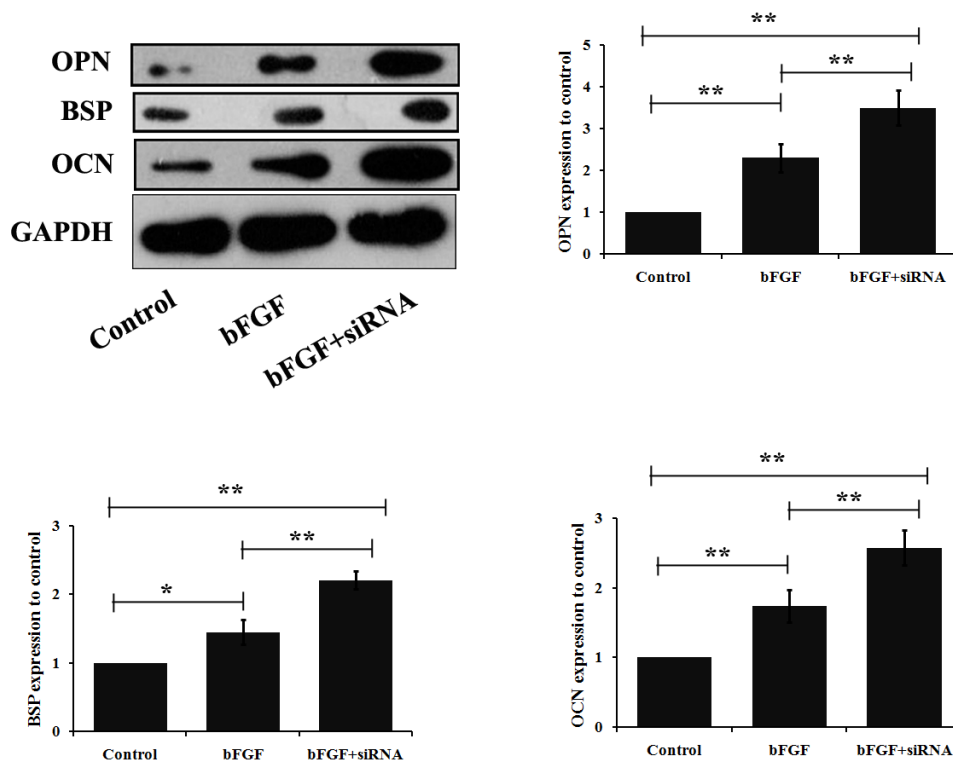 OPN
BSP
OCN
GAPDH
Control
bFGF
bFGF+siRNA
OPN expression to control
5
4
3
2
1
0
**
**
**
Control
bFGF
bFGF+siRNA
BSP expression to control
3
2
1
0
**
**
*
Control
bFGF
bFGF+siRNA
OCN expression to control
3
2
1
0
**
**
**
Control
bFGF
bFGF+siRNA